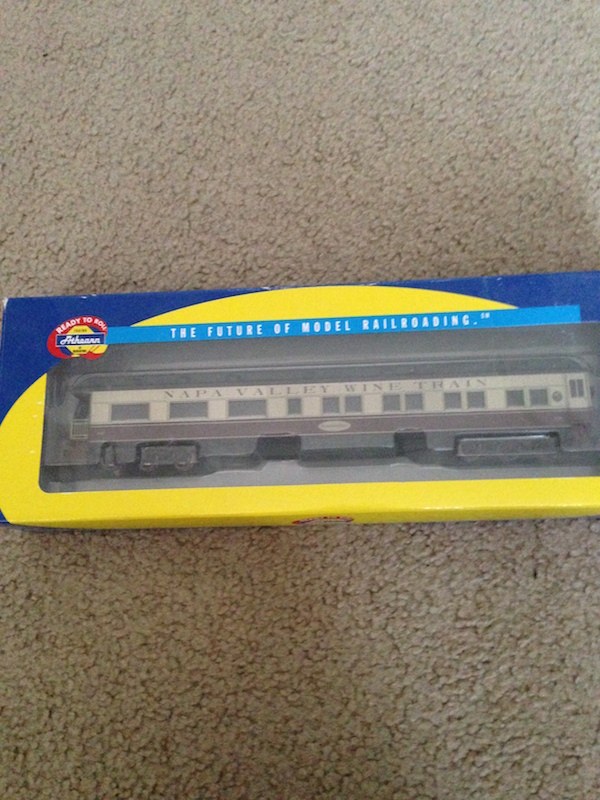 READY TO ROLL
Athearn
THE FUTURE OF MODEL RAILROADING.℠
NAPA VALLEY WINE TRAIN